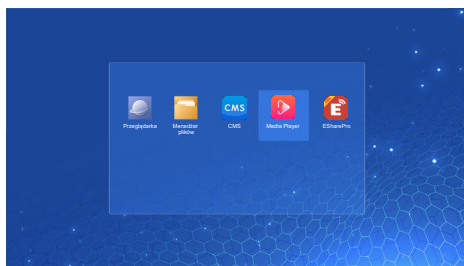 CMS
E
Przeglądarka
Menedżer
plików
CMS
Media Player
ESharePro